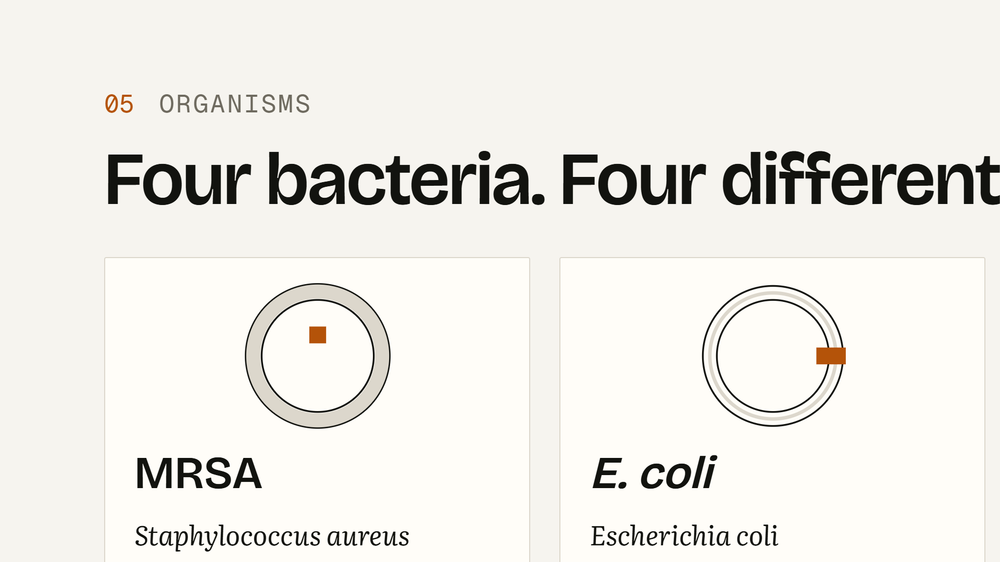 05 ORGANISMS
Four bacteria. Four different
MRSA
E. coli
Staphylococcus aureus
Escherichia coli